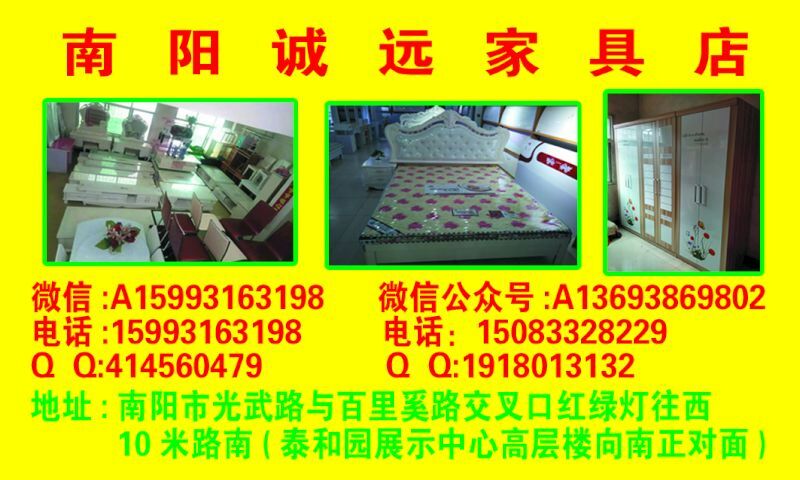 南阳诚远家具店
微信:A15993163198 微信公众号:A13693869802
电话:15993163198 电话: 15083328229
Q Q:414560479 Q Q:1918013132
地址:南阳市光武路与百里奚路交叉口红绿灯往西
10米路南(泰和园展示中心高层楼向南正对面)